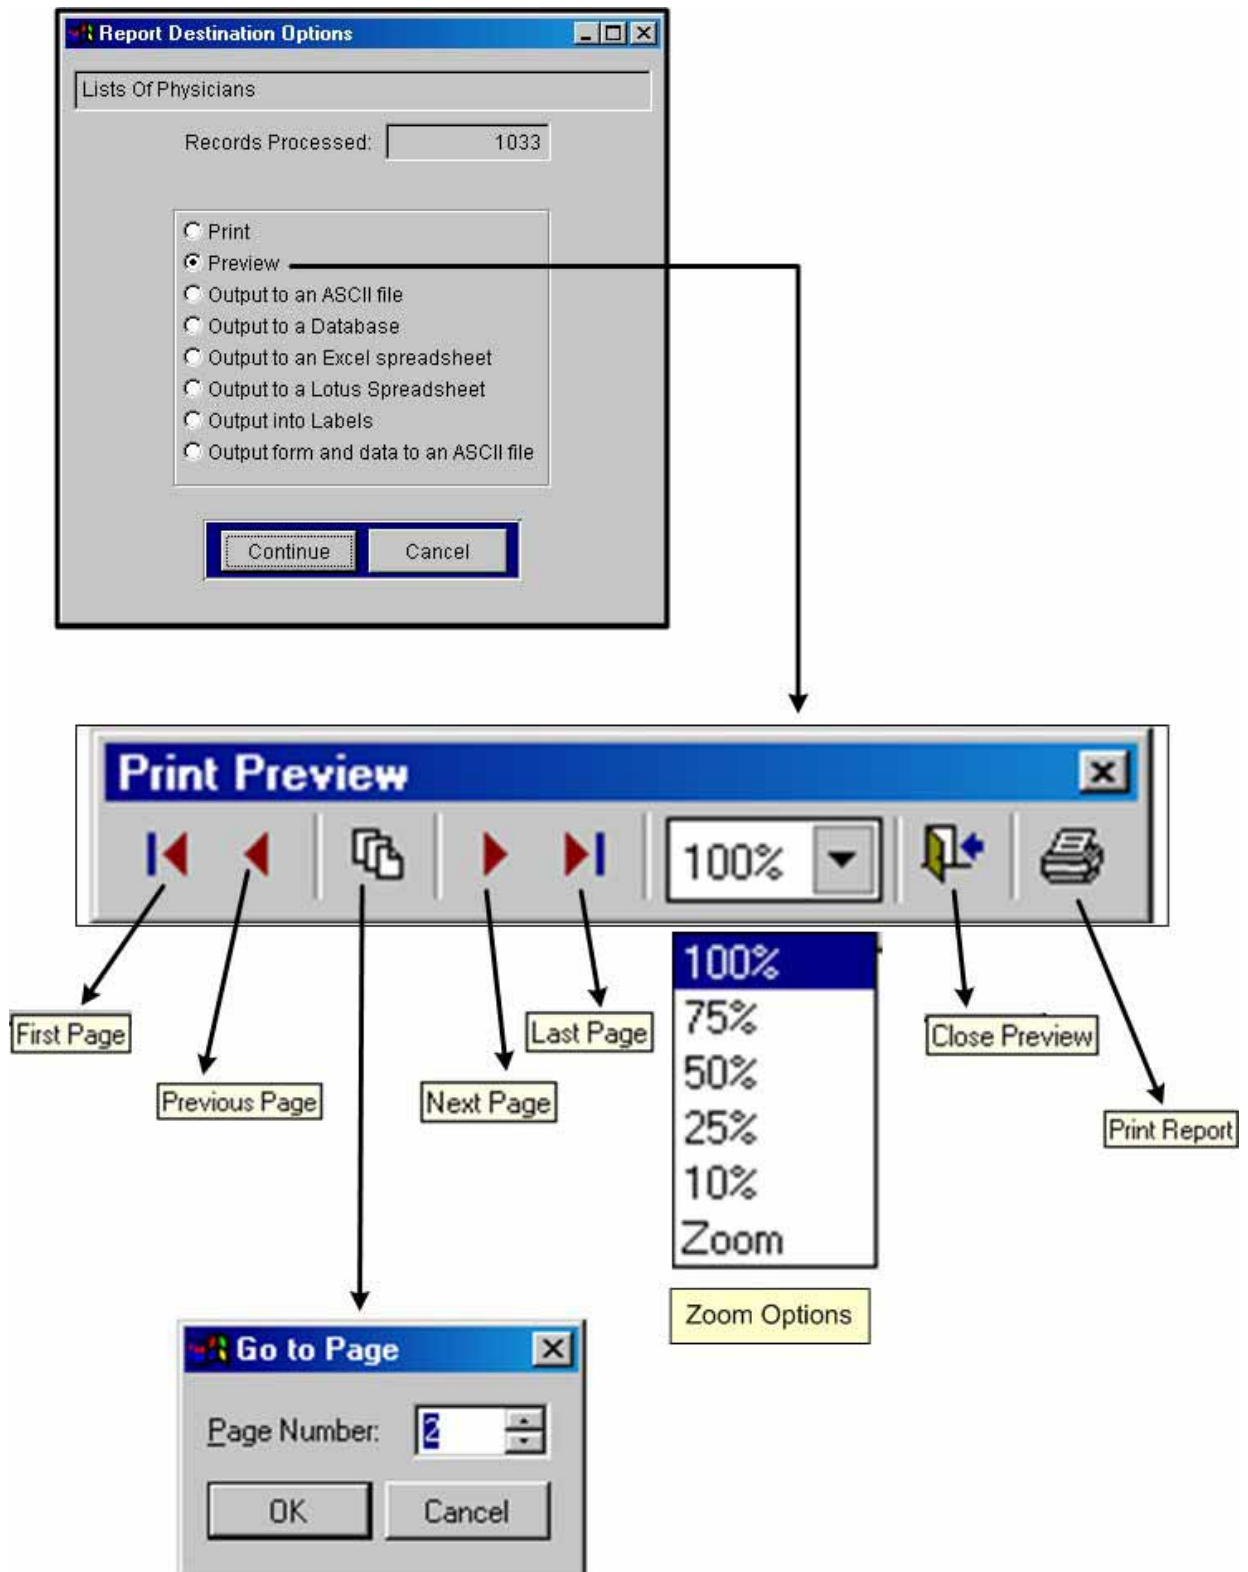 Report Destination Options
Lists Of Physicians
Records Processed: 1033
Print
Preview
Output to an ASCII file
Output to a Database
Output to an Excel spreadsheet
Output to a Lotus Spreadsheet
Output into Labels
Output form and data to an ASCII file
Continue Cancel
Print Preview
100%
100%
75%
50%
25%
10%
Zoom
First Page
Previous Page
Next Page
Last Page
Close Preview
Print Report
Zoom Options
Go to Page
Page Number: 2
OK Cancel